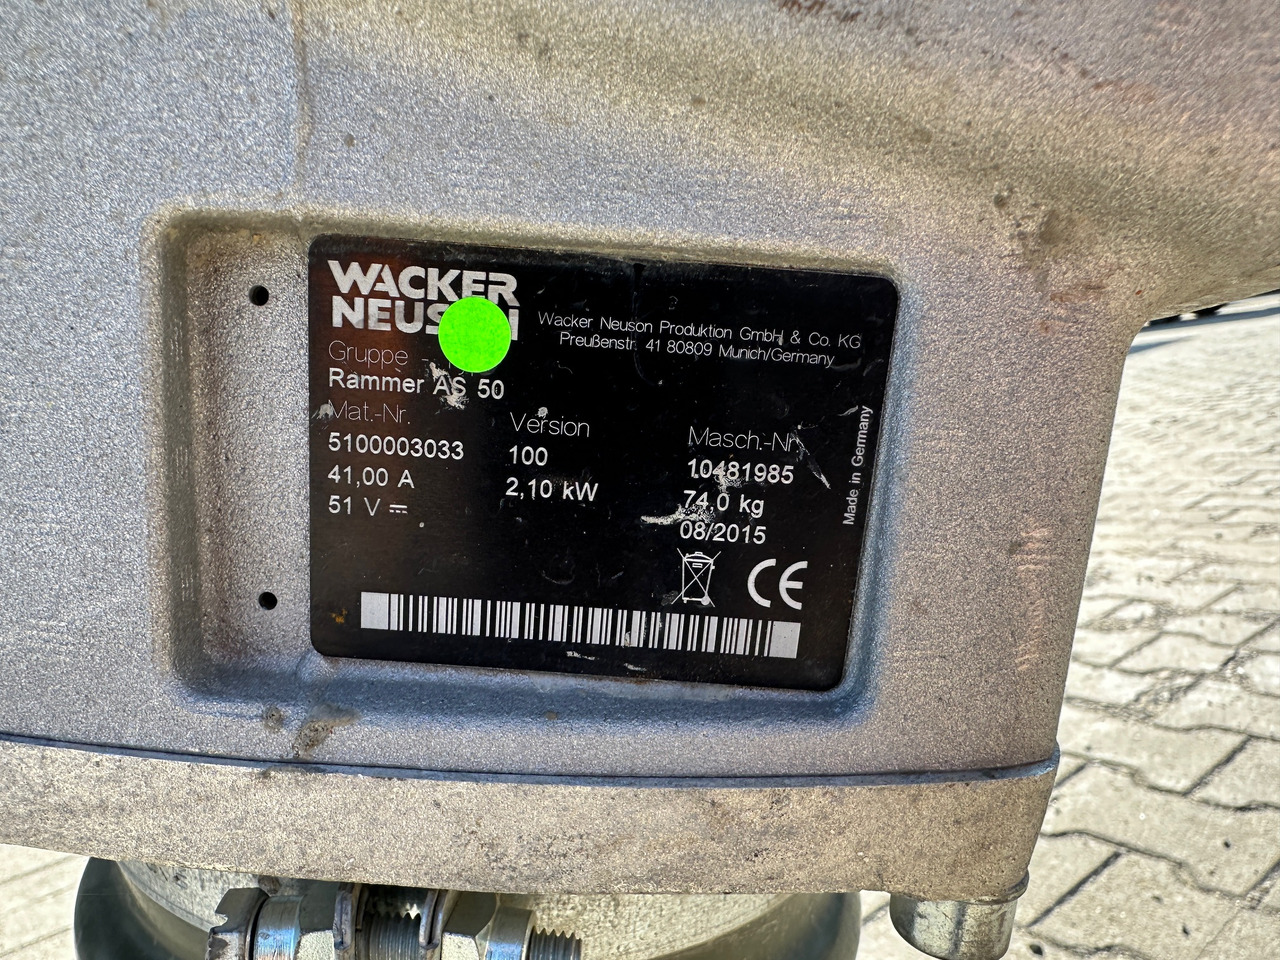 WACKER
NEUSON
Wacker Neuson Produktion GmbH & Co. KG
Preußenstr. 41 80809 Munich/Germany
Gruppe
Rammer AS 50
Mat.-Nr. Version Masch.-Nr.
5100003033 100 10481985
41,00 A 2,10 kW 74,0 kg
51 V 08/2015
CE
Made in Germany